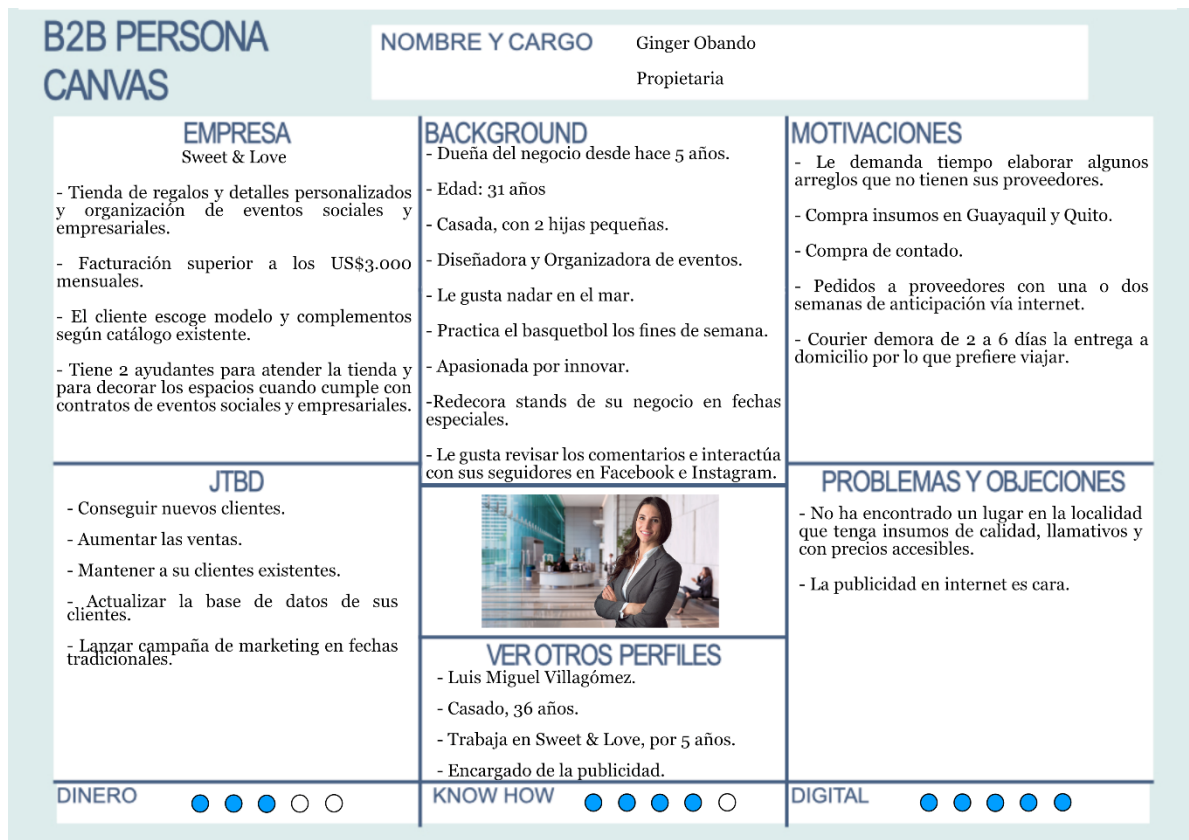 B2B PERSONA
CANVAS
NOMBRE Y CARGO
Ginger Obando
Propietaria
EMPRESA
Sweet & Love
- Tienda de regalos y detalles personalizados
y organización de eventos sociales y
empresariales.
- Facturación superior a los US$3.000
mensuales.
- El cliente escoge modelo y complementos
según catálogo existente.
- Tiene 2 ayudantes para atender la tienda y
para decorar los espacios cuando cumple con
contratos de eventos sociales y empresariales.
BACKGROUND
- Dueña del negocio desde hace 5 años.
- Edad: 31 años
- Casada, con 2 hijas pequeñas.
- Diseñadora y Organizadora de eventos.
- Le gusta nadar en el mar.
- Practica el basquetbol los fines de semana.
- Apasionada por innovar.
-Redecora stands de su negocio en fechas
especiales.
- Le gusta revisar los comentarios e interactúa
con sus seguidores en Facebook e Instagram.
MOTIVACIONES
- Le demanda tiempo elaborar algunos
arreglos que no tienen sus proveedores.
- Compra insumos en Guayaquil y Quito.
- Compra de contado.
- Pedidos a proveedores con una o dos
semanas de anticipación vía internet.
- Courier demora de 2 a 6 días la entrega a
domicilio por lo que prefiere viajar.
JTBD
- Conseguir nuevos clientes.
- Aumentar las ventas.
- Mantener a su clientes existentes.
- Actualizar la base de datos de sus
clientes.
- Lanzar campaña de marketing en fechas
tradicionales.
VER OTROS PERFILES
- Luis Miguel Villagómez.
- Casado, 36 años.
- Trabaja en Sweet & Love, por 5 años.
- Encargado de la publicidad.
PROBLEMAS Y OBJECIONES
- No ha encontrado un lugar en la localidad
que tenga insumos de calidad, llamativos y
con precios accesibles.
- La publicidad en internet es cara.
DINERO
KNOW HOW
DIGITAL